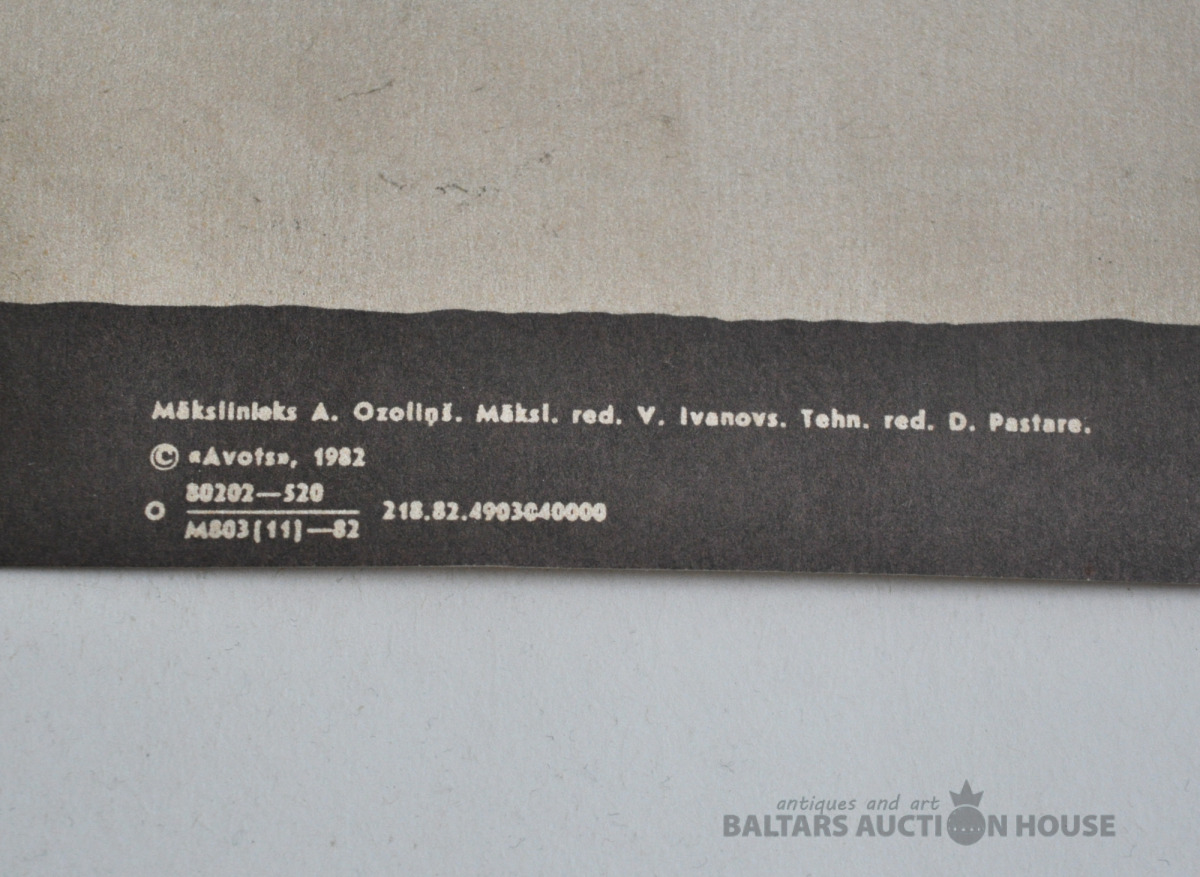 Mākslinieks A. Ozoliņš. Māksl. red. V. Ivanovs. Tehn. red. D. Pastare.
© «Avots», 1982
O 80202—520
M803(11)—82 218.82.4903040000
antiques and art
BALTARS AUCTION HOUSE